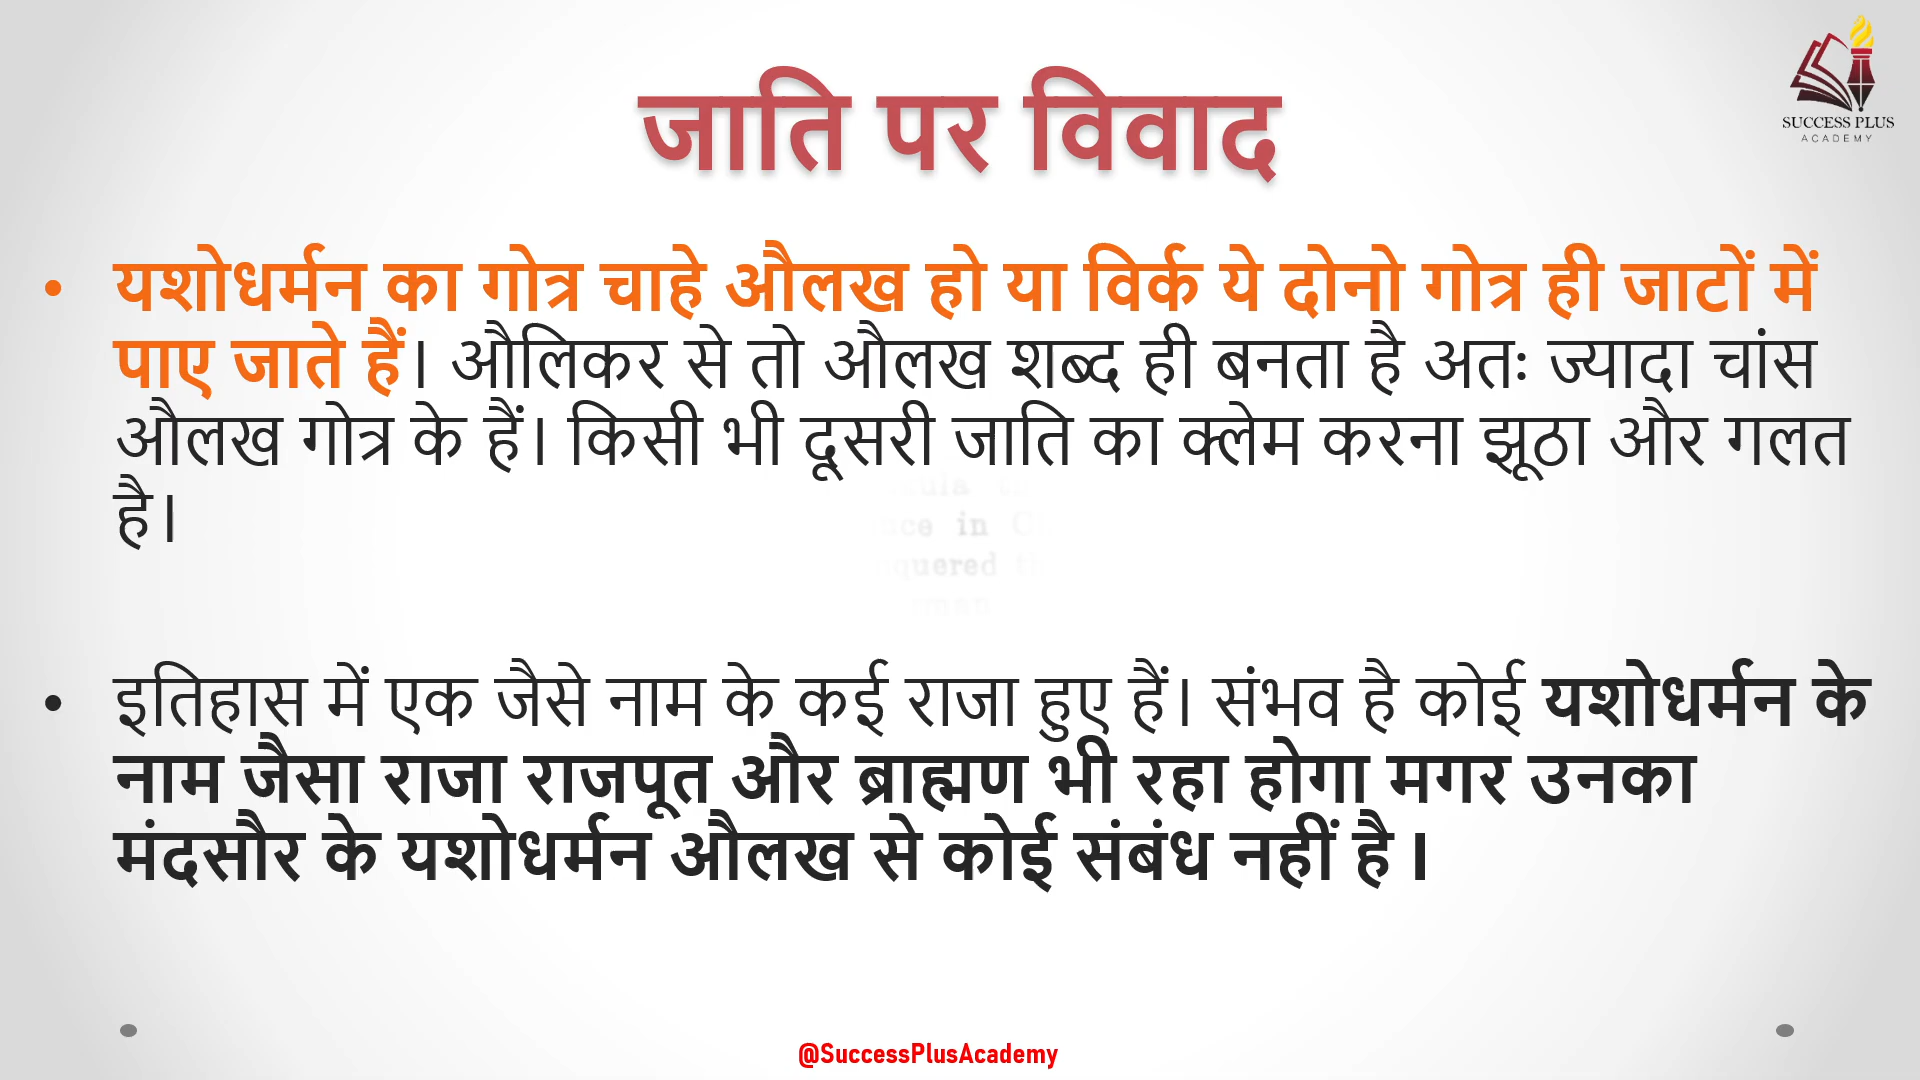 SUCCESS PLUS
ACADEMY
जाति पर विवाद
• यशोधर्मन का गोत्र चाहे औलख हो या विर्क ये दोनो गोत्र ही जाटों में
पाए जाते हैं। औलिकर से तो औलख शब्द ही बनता है अतः ज्यादा चांस
औलख गोत्र के हैं। किसी भी दूसरी जाति का क्लेम करना झूठा और गलत
है।
in
quered
• इतिहास में एक जैसे नाम के कई राजा हुए हैं। संभव है कोई यशोधर्मन के
नाम जैसा राजा राजपूत और ब्राह्मण भी रहा होगा मगर उनका
मंदसौर के यशोधर्मन औलख से कोई संबंध नहीं है।
@SuccessPlusAcademy